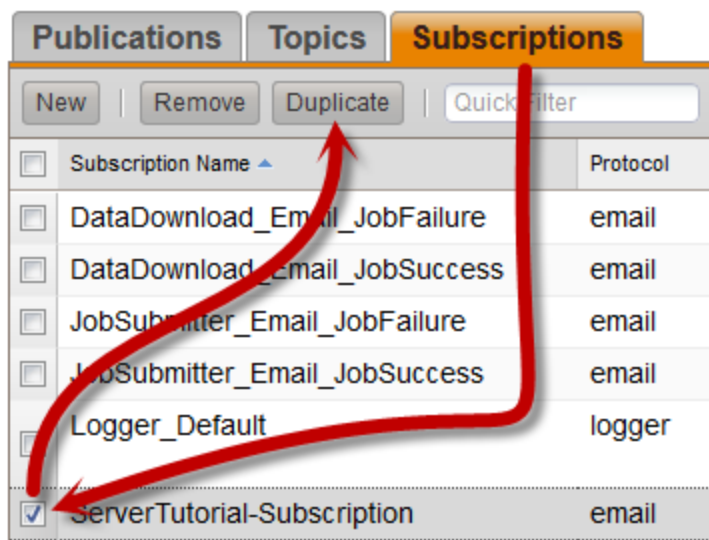 Publications Topics Subscriptions
New Remove Duplicate Quick Filter
Subscription Name Protocol
DataDownload_Email_JobFailure email
DataDownload_Email_JobSuccess email
JobSubmitter_Email_JobFailure email
JobSubmitter_Email_JobSuccess email
Logger_Default logger
ServerTutorial-Subscription email